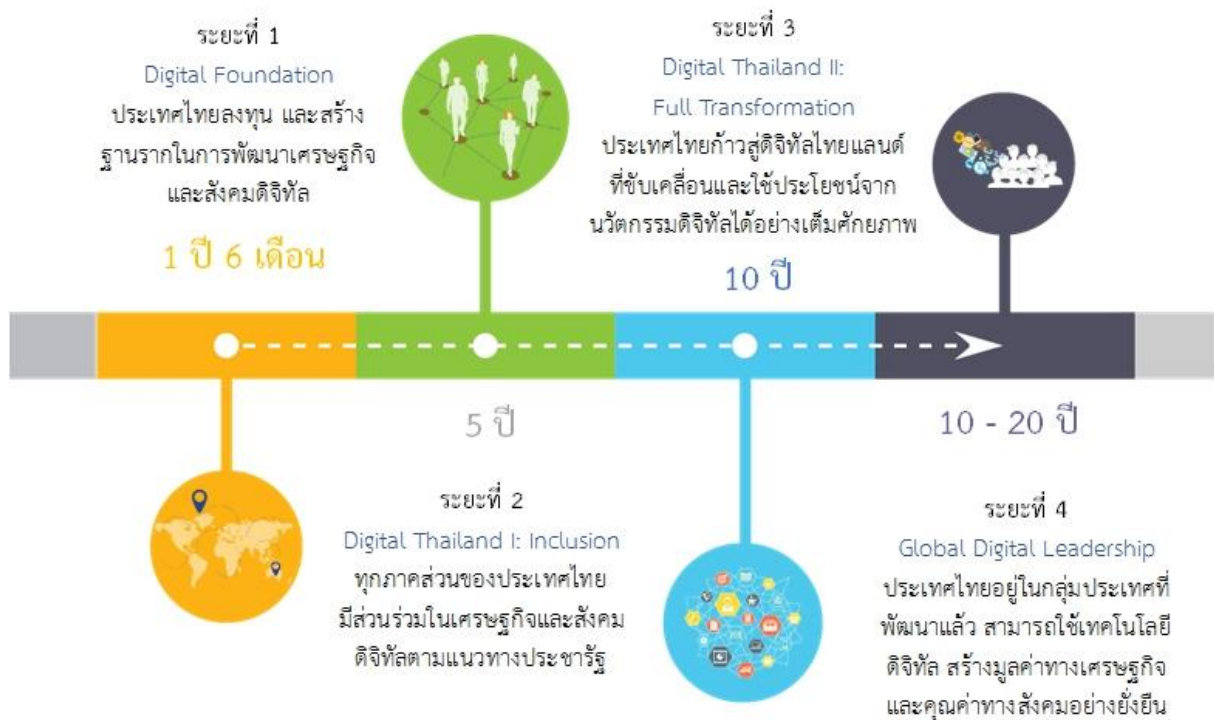 ระยะที่ 1
Digital Foundation
ประเทศไทยลงทุน และสร้าง
ฐานรากในการพัฒนาเศรษฐกิจ
และสังคมดิจิทัล
1 ปี 6 เดือน
5 ปี
ระยะที่ 2
Digital Thailand I: Inclusion
ทุกภาคส่วนของประเทศไทย
มีส่วนร่วมในเศรษฐกิจและสังคม
ดิจิทัลตามแนวทางประชารัฐ
ระยะที่ 3
Digital Thailand II:
Full Transformation
ประเทศไทยก้าวสู่ดิจิทัลไทยแลนด์
ที่ขับเคลื่อนและใช้ประโยชน์จาก
นวัตกรรมดิจิทัลได้อย่างเต็มศักยภาพ
10 ปี
10 - 20 ปี
ระยะที่ 4
Global Digital Leadership
ประเทศไทยอยู่ในกลุ่มประเทศที่
พัฒนาแล้ว สามารถใช้เทคโนโลยี
ดิจิทัล สร้างมูลค่าทางเศรษฐกิจ
และคุณค่าทางสังคมอย่างยั่งยืน